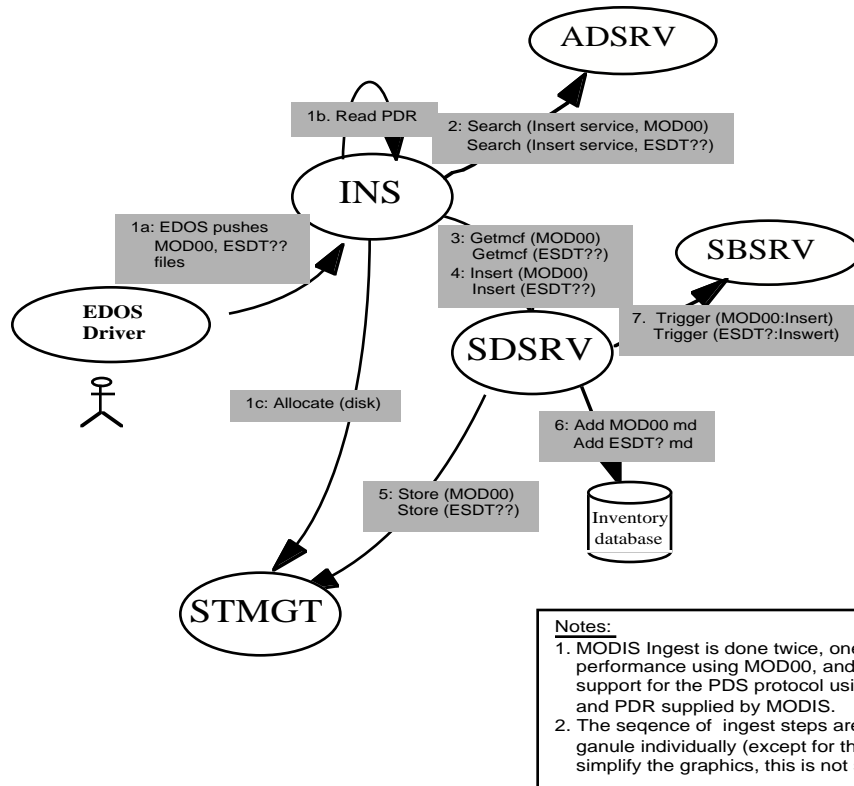 ADSRV
1b. Read PDR
2: Search (Insert service, MOD00)
Search (Insert service, ESDT??)
INS
1a: EDOS pushes
MOD00, ESDT??
files
3: Getmcf (MOD00)
Getmcf (ESDT??)
4: Insert (MOD00)
Insert (ESDT??)
SBSRV
EDOS
Driver
7.  Trigger (MOD00:Insert)
Trigger (ESDT?:Inswert)
SDSRV
1c: Allocate (disk)
6: Add MOD00 md
Add ESDT? md
5: Store (MOD00)
Store (ESDT??)
Inventory
database
STMGT
Notes:
1. MODIS Ingest is done twice, one
performance using MOD00, and
support for the PDS protocol usi
and PDR supplied by MODIS.
2. The seqence of  ingest steps are
ganule individually (except for th
simplify the graphics, this is not